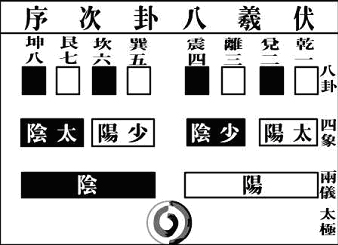 伏羲八卦次序
八卦
乾一
兌二
離三
震四
巽五
坎六
艮七
坤八
四象
太陽
少陰
少陽
太陰
兩儀
陽
陰
太極